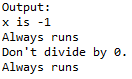 Output:
x is -1
Always runs
Don't divide by 0.
Always runs